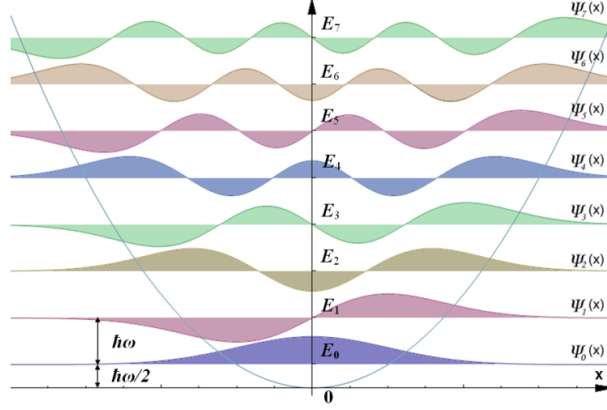 E₇ Ψ₇(x)
E₆ Ψ₆(x)
E₅ Ψ₅(x)
E₄ Ψ₄(x)
E₃ Ψ₃(x)
E₂ Ψ₂(x)
E₁ Ψ₁(x)
ħω
E₀ Ψ₀(x)
ħω/2 x
0